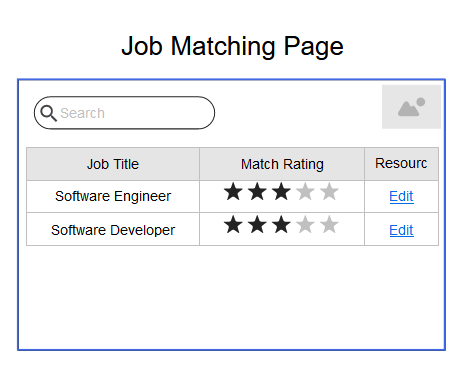 Job Matching Page
Search
Job Title Match Rating Resourc
Software Engineer Edit
Software Developer Edit